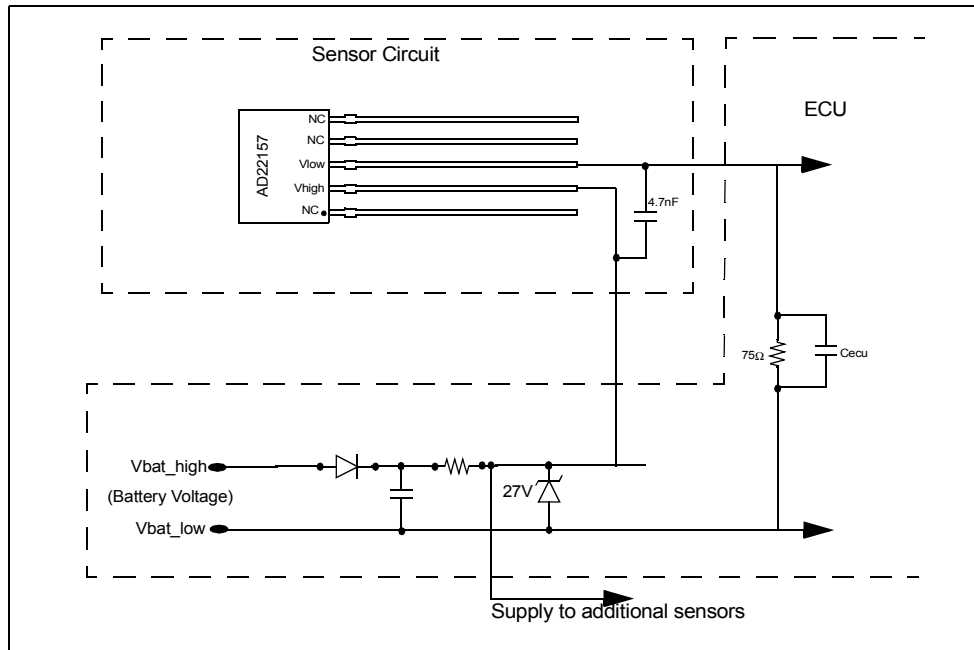 Sensor Circuit
ECU
AD22157
NC
NC
Vlow
Vhigh
NC
4.7nF
75Ω
Cecu
Vbat_high
(Battery Voltage)
27V
Vbat_low
Supply to additional sensors